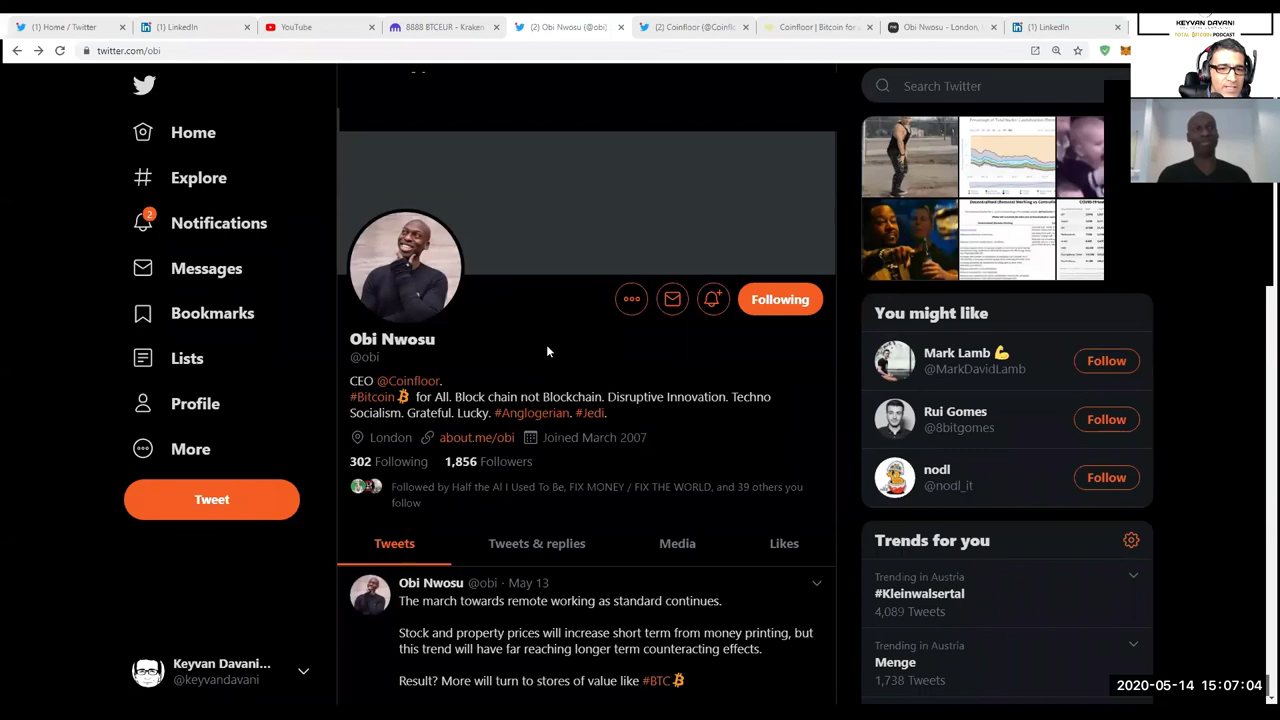 (1) Home / Twitter
(1) LinkedIn
YouTube
8888 BTCEUR - Kraken
(2) Obi Nwosu (@obi)
(2) Coinfloor (@Coinflo
Coinfloor | Bitcoin for
Obi Nwosu - London,
(1) LinkedIn
KEYVAN DAVANI
TOTAL BITCOIN PODCAST
twitter.com/obi
Search Twitter
Home
Explore
2
Notifications
Messages
Bookmarks
Lists
Profile
More
Tweet
Keyvan Davani...
@keyvandavani
Following
Obi Nwosu
@obi
CEO @Coinfloor.
#Bitcoin for All. Block chain not Blockchain. Disruptive Innovation. Techno
Socialism. Grateful. Lucky. #Anglogerian. #Jedi.
London about.me/obi Joined March 2007
302 Following 1,856 Followers
Followed by Half the Al I Used To Be, FIX MONEY / FIX THE WORLD, and 39 others you
follow
Tweets
Tweets & replies
Media
Likes
Obi Nwosu @obi · May 13
The march towards remote working as standard continues.
Stock and property prices will increase short term from money printing, but
this trend will have far reaching longer term counteracting effects.
Result? More will turn to stores of value like #BTC
You might like
Mark Lamb
@MarkDavidLamb
Follow
Rui Gomes
@8bitgomes
Follow
nodl
@nodl_it
Follow
Trends for you
Trending in Austria
#Kleinwalsertal
4,089 Tweets
Trending in Austria
Menge
1,738 Tweets
2020-05-14 15:07:04